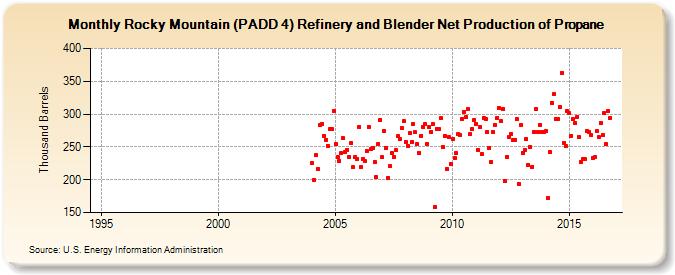 Monthly Rocky Mountain (PADD 4) Refinery and Blender Net Production of Propane
Thousand Barrels
400
350
300
250
200
150
1995 2000 2005 2010 2015
Source: U.S. Energy Information Administration